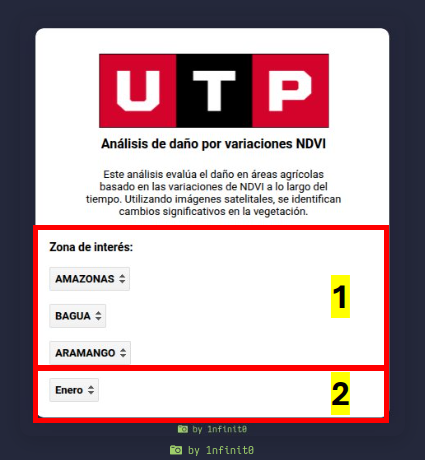 UTP
Análisis de daño por variaciones NDVI
Este análisis evalúa el daño en áreas agrícolas
basado en las variaciones de NDVI a lo largo del
tiempo. Utilizando imágenes satelitales, se identifican
cambios significativos en la vegetación.
Zona de interés:
AMAZONAS
1
BAGUA
ARAMANGO
Enero
2
by 1nfinit0
by 1nfinit0